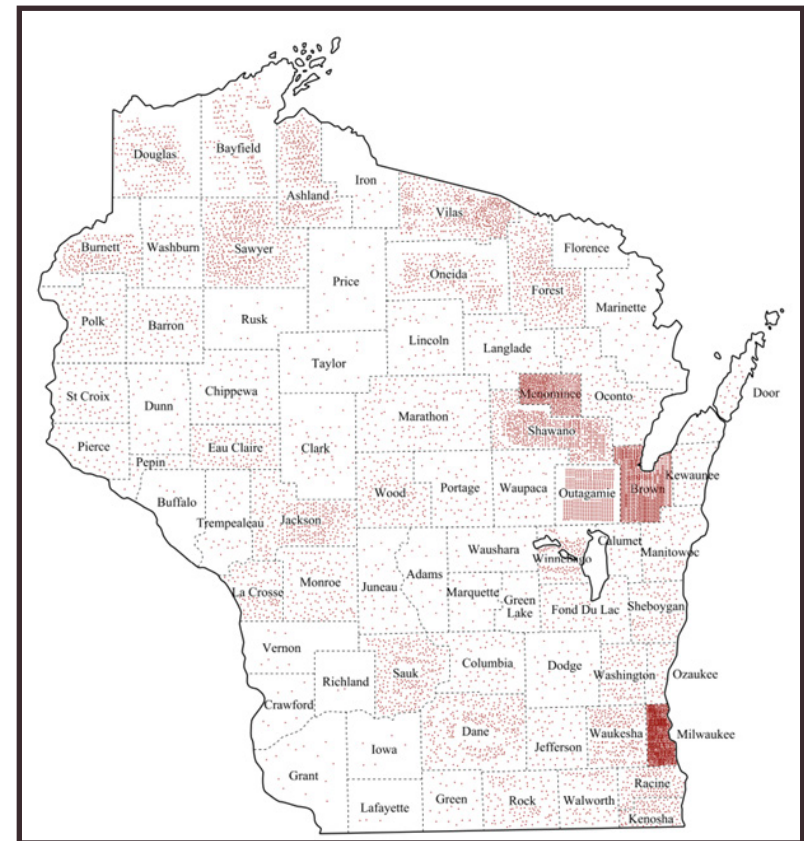 Douglas
Bayfield
Ashland
Iron
Vilas
Burnett
Washburn
Sawyer
Florence
Price
Oneida
Forest
Marinette
Polk
Barron
Rusk
Lincoln
Langlade
Taylor
St Croix
Dunn
Chippewa
Menominee
Oconto
Door
Marathon
Shawano
Pierce
Pepin
Eau Claire
Clark
Buffalo
Trempealeau
Jackson
Wood
Portage
Waupaca
Outagamie
Brown
Kewaunee
Waushara
Winnebago
Calumet
Manitowoc
La Crosse
Monroe
Juneau
Adams
Marquette
Green
Lake
Fond Du Lac
Sheboygan
Vernon
Richland
Sauk
Columbia
Dodge
Washington
Ozaukee
Crawford
Dane
Jefferson
Waukesha
Milwaukee
Grant
Iowa
Racine
Lafayette
Green
Rock
Walworth
Kenosha